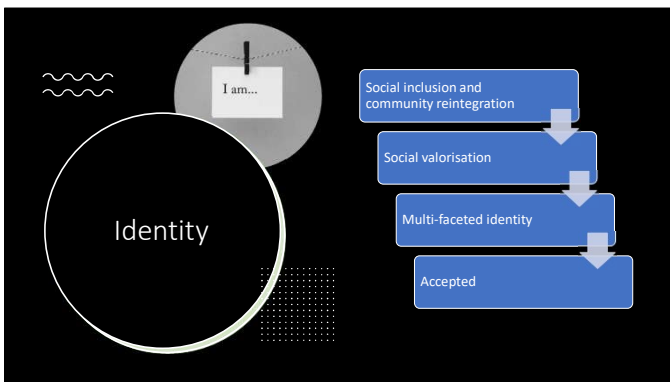 I am...
Identity
Social inclusion and
community reintegration
Social valorisation
Multi-faceted identity
Accepted